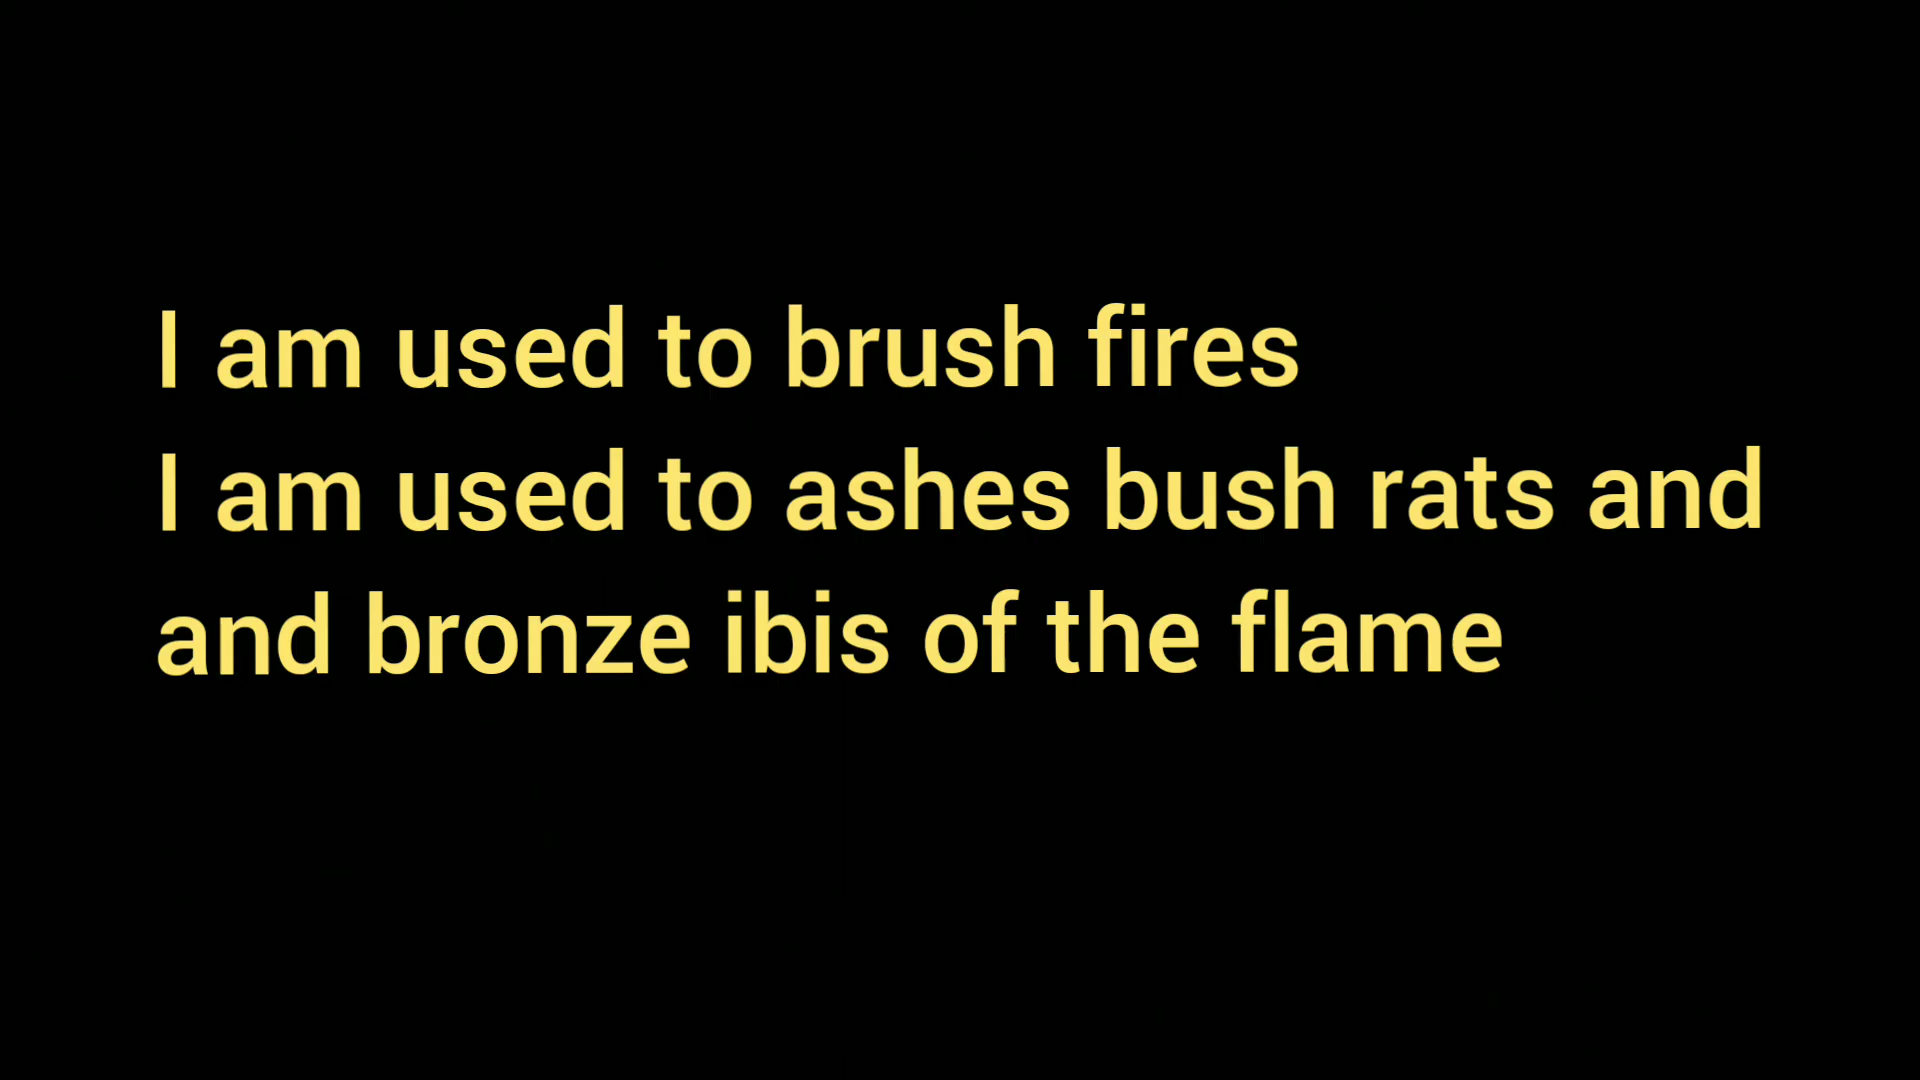 I am used to brush fires
I am used to ashes bush rats and
and bronze ibis of the flame